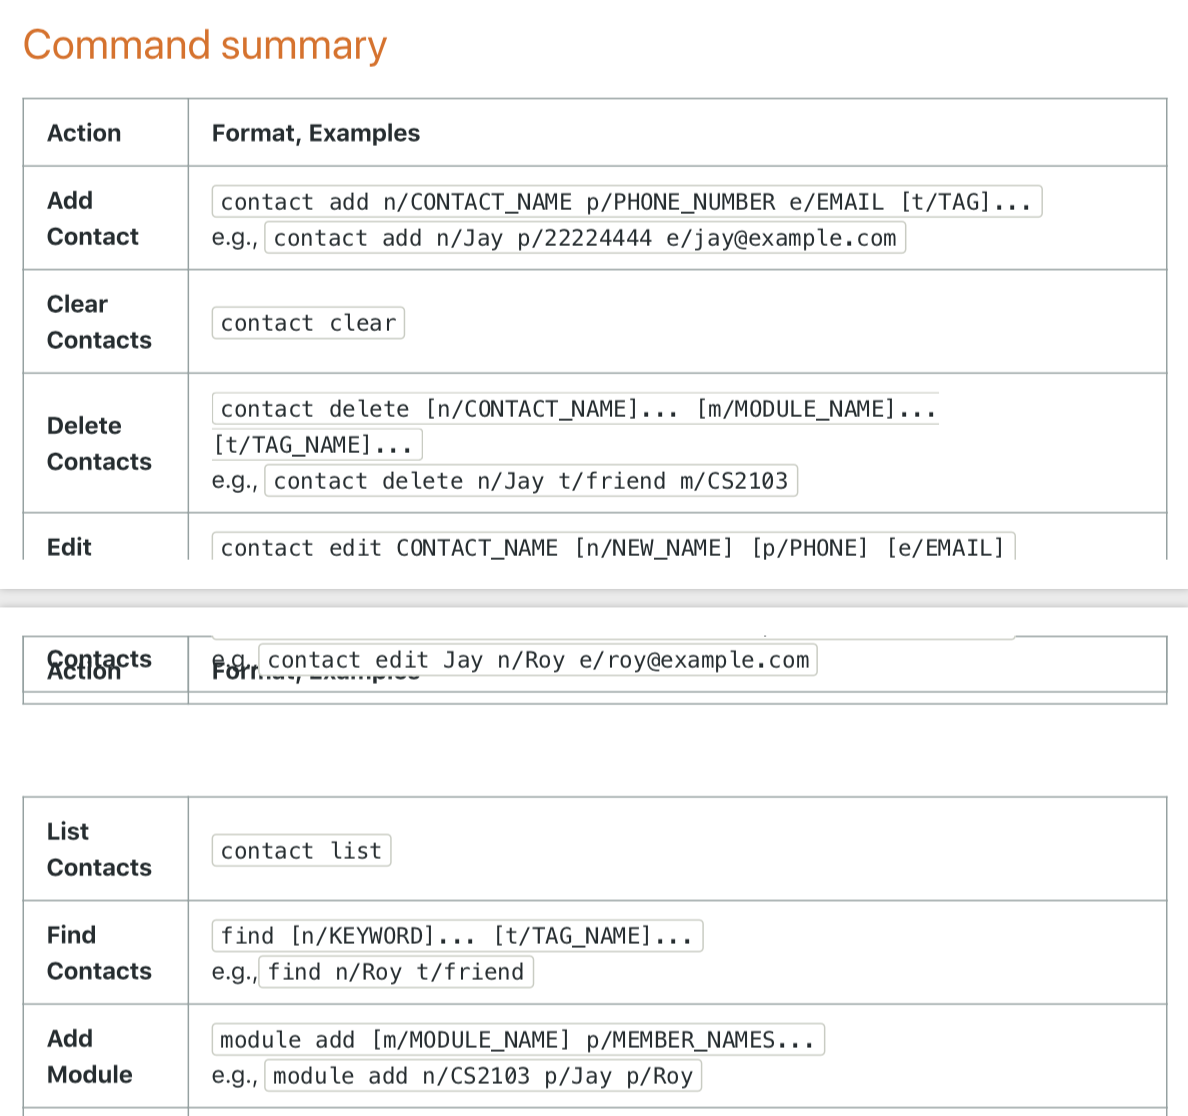 Command summary
Action
Format, Examples
Add
Contact
contact add n/CONTACT_NAME p/PHONE_NUMBER e/EMAIL [t/TAG]...
e.g., contact add n/Jay p/22224444 e/jay@example.com
Clear
Contacts
contact clear
Delete
Contacts
contact delete [n/CONTACT_NAME]... [m/MODULE_NAME]...
[t/TAG_NAME]...
e.g., contact delete n/Jay t/friend m/CS2103
Edit
contact edit CONTACT_NAME [n/NEW_NAME] [p/PHONE] [e/EMAIL]
Contacts
Action
e.g. contact edit Jay n/Roy e/roy@example.com
Format, Examples
List
Contacts
contact list
Find
Contacts
find [n/KEYWORD]... [t/TAG_NAME]...
e.g., find n/Roy t/friend
Add
Module
module add [m/MODULE_NAME] p/MEMBER_NAMES...
e.g., module add n/CS2103 p/Jay p/Roy